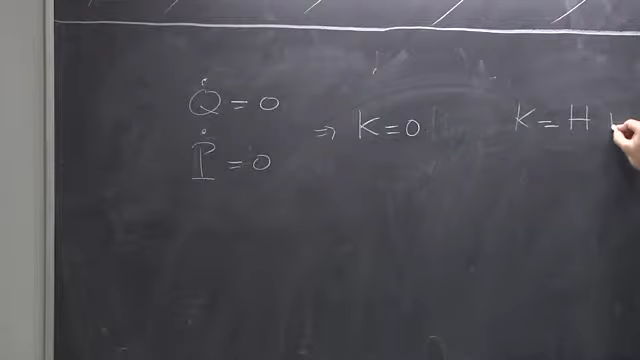 Q̇ = 0
Ṗ = 0
⇒ K = 0
K = H